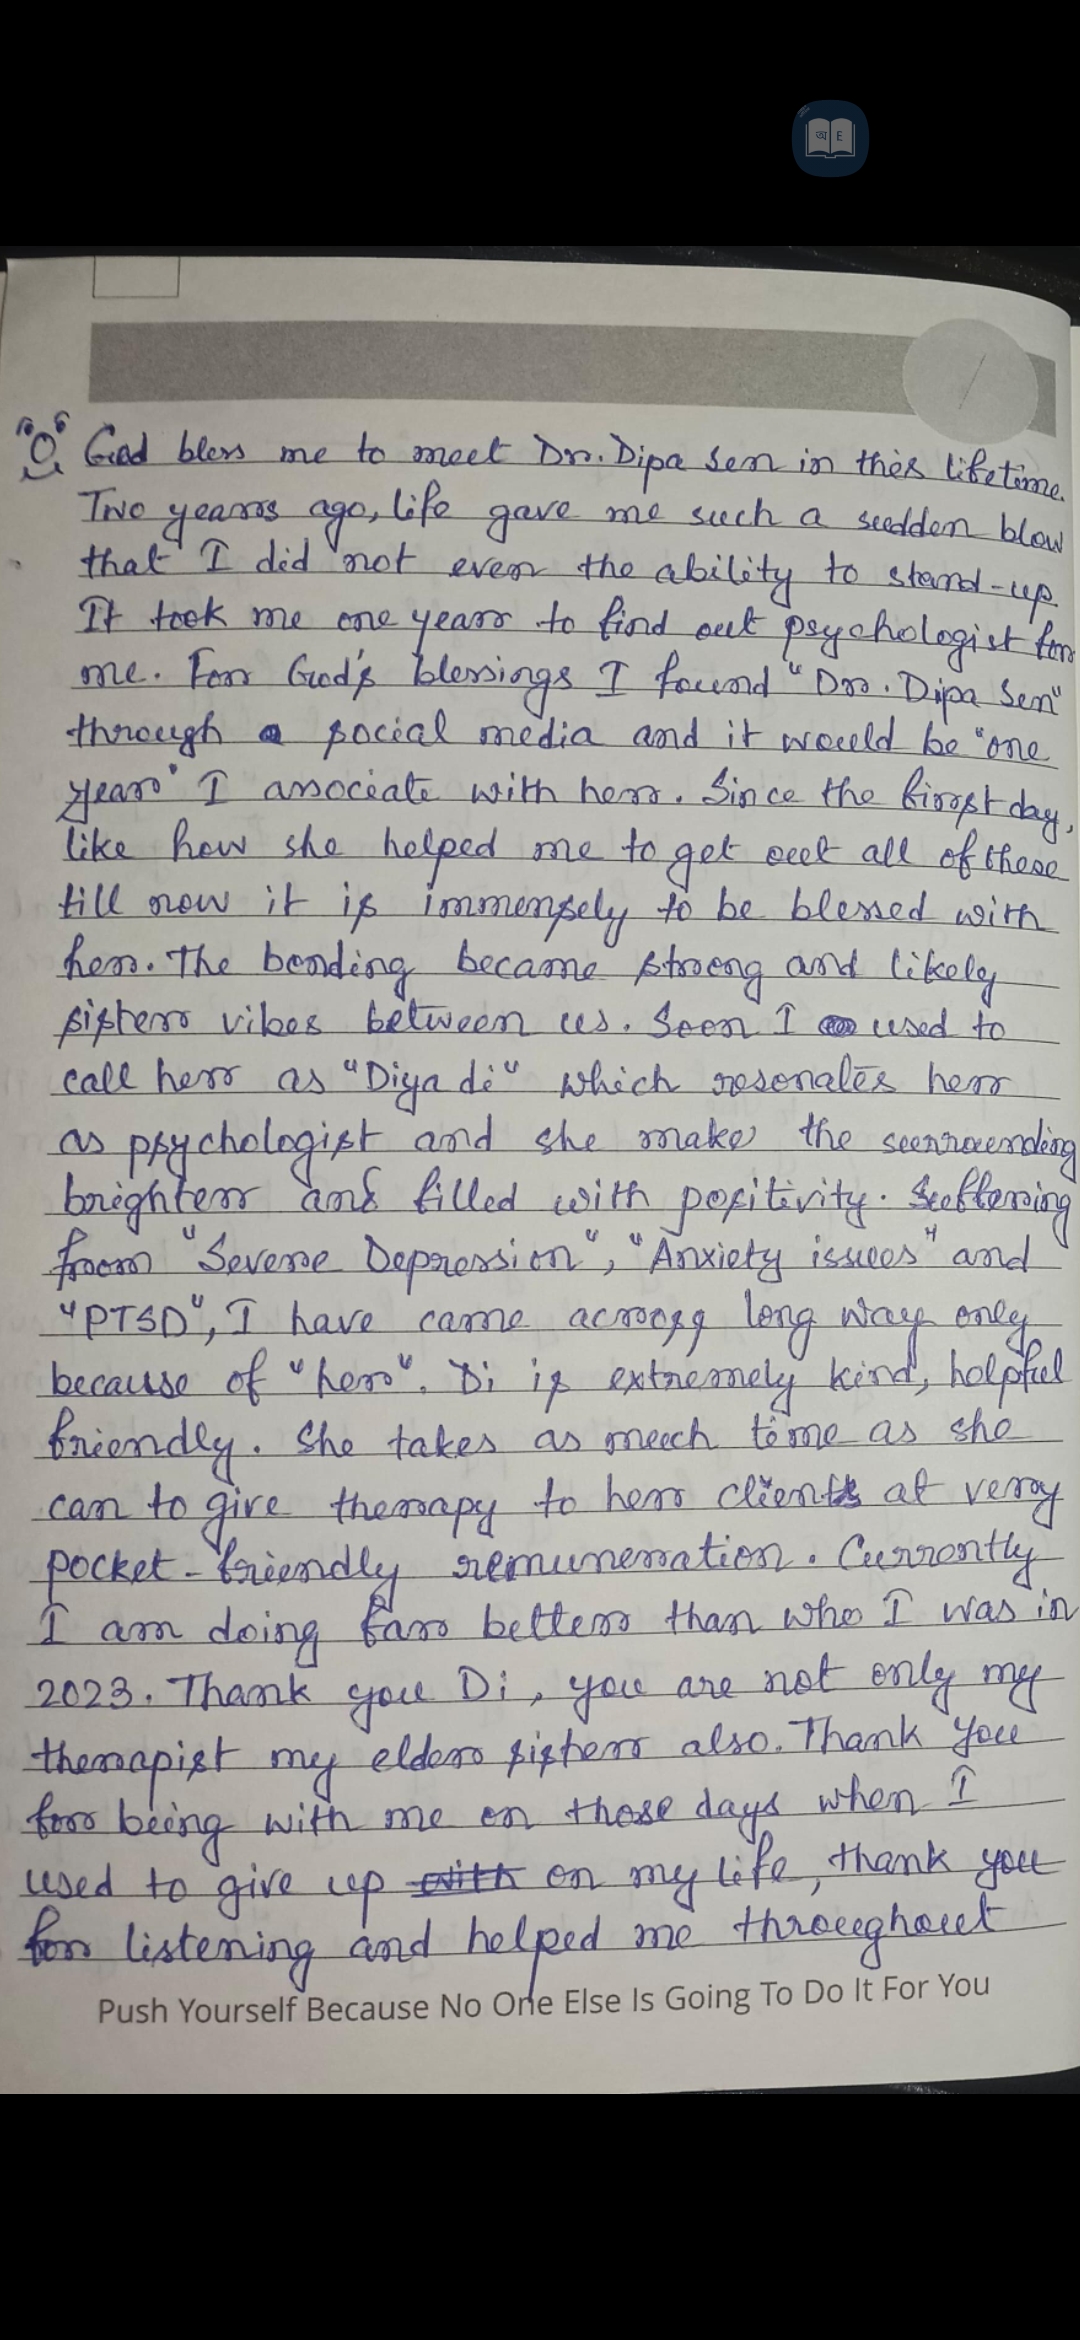 অ E
God bless me to meet Dr. Dipa Sen in this lifetime.
Two years ago, life gave me such a sudden blow
that I did not even the ability to stand-up.
It took me one year to find out psychologist for
me. For God's blessings I found "Dr. Dipa Sen"
through social media and it would be "one
year" I associate with her. Since the first day,
like how she helped me to get out all of these
till now it is immensely to be blessed with
her. The bonding became strong and likely
sister vibes between us. Soon I used to
call her as "Diya di" which resonates her
as psychologist and she make the surrounding
brighter and filled with positivity. Suffering
from "Severe Depression", "Anxiety issues" and
"PTSD", I have came across long way only
because of "her". Di is extremely kind, helpful
friendly. She takes as much time as she
can to give therapy to her clients at very
pocket-friendly remuneration. Currently
I am doing far better than who I was in
2023. Thank you Di, you are not only my
therapist my elder sister also. Thank you
for being with me on those days when I
used to give up on my life, thank you
for listening and helped me throughout
Push Yourself Because No One Else Is Going To Do It For You